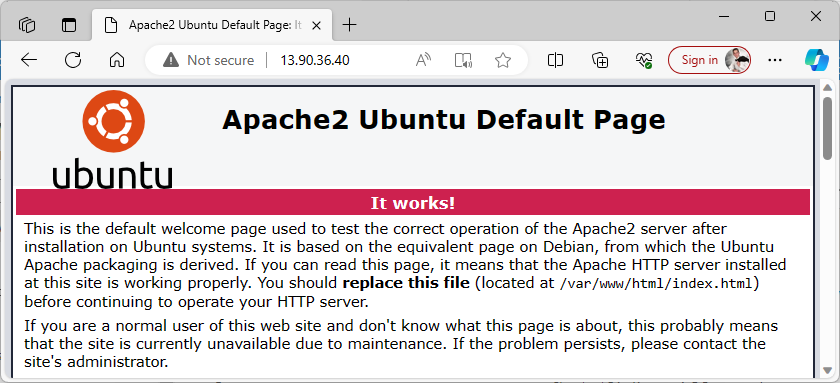 Apache2 Ubuntu Default Page: It
Not secure 13.90.36.40
Sign in
ubuntu
Apache2 Ubuntu Default Page
It works!
This is the default welcome page used to test the correct operation of the Apache2 server after
installation on Ubuntu systems. It is based on the equivalent page on Debian, from which the Ubuntu
Apache packaging is derived. If you can read this page, it means that the Apache HTTP server installed
at this site is working properly. You should replace this file (located at /var/www/html/index.html)
before continuing to operate your HTTP server.
If you are a normal user of this web site and don't know what this page is about, this probably means
that the site is currently unavailable due to maintenance. If the problem persists, please contact the
site's administrator.